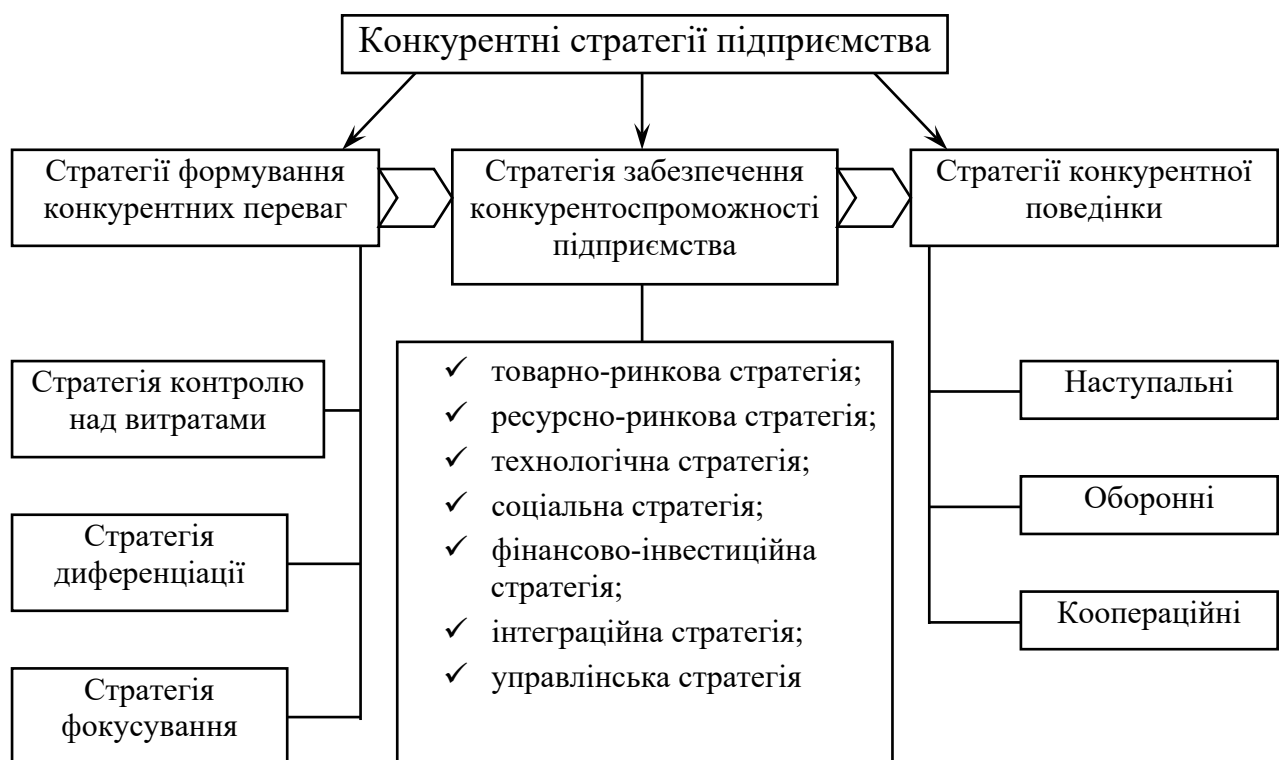 Конкурентні стратегії підприємства
Стратегії формування
конкурентних переваг
Стратегія забезпечення
конкурентоспроможності
підприємства
Стратегії конкурентної
поведінки
Стратегія контролю
над витратами
Стратегія
диференціації
Стратегія
фокусування
✓ товарно-ринкова стратегія;
✓ ресурсно-ринкова стратегія;
✓ технологічна стратегія;
✓ соціальна стратегія;
✓ фінансово-інвестиційна
стратегія;
✓ інтеграційна стратегія;
✓ управлінська стратегія
Наступальні
Оборонні
Коопераційні